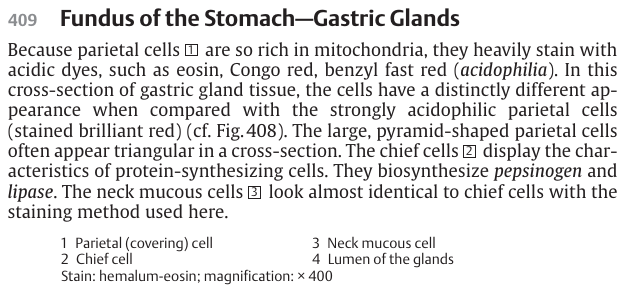 409 Fundus of the Stomach—Gastric Glands
Because parietal cells 1 are so rich in mitochondria, they heavily stain with
acidic dyes, such as eosin, Congo red, benzyl fast red (acidophilia). In this
cross-section of gastric gland tissue, the cells have a distinctly different ap-
pearance when compared with the strongly acidophilic parietal cells
(stained brilliant red) (cf. Fig. 408). The large, pyramid-shaped parietal cells
often appear triangular in a cross-section. The chief cells 2 display the char-
acteristics of protein-synthesizing cells. They biosynthesize pepsinogen and
lipase. The neck mucous cells 3 look almost identical to chief cells with the
staining method used here.
1 Parietal (covering) cell
2 Chief cell
3 Neck mucous cell
4 Lumen of the glands
Stain: hemalum-eosin; magnification: × 400